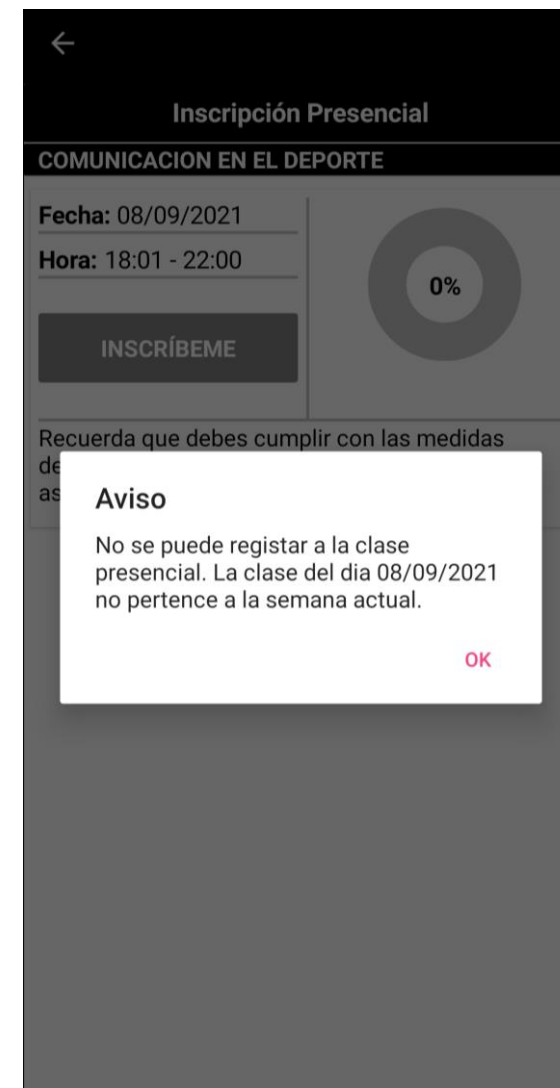 Inscripción Presencial
COMUNICACION EN EL DEPORTE
Fecha: 08/09/2021
Hora: 18:01 - 22:00
0%
INSCRÍBEME
Recuerda que debes cumplir con las medidas
de
as
Aviso
No se puede registar a la clase
presencial. La clase del dia 08/09/2021
no pertence a la semana actual.
OK